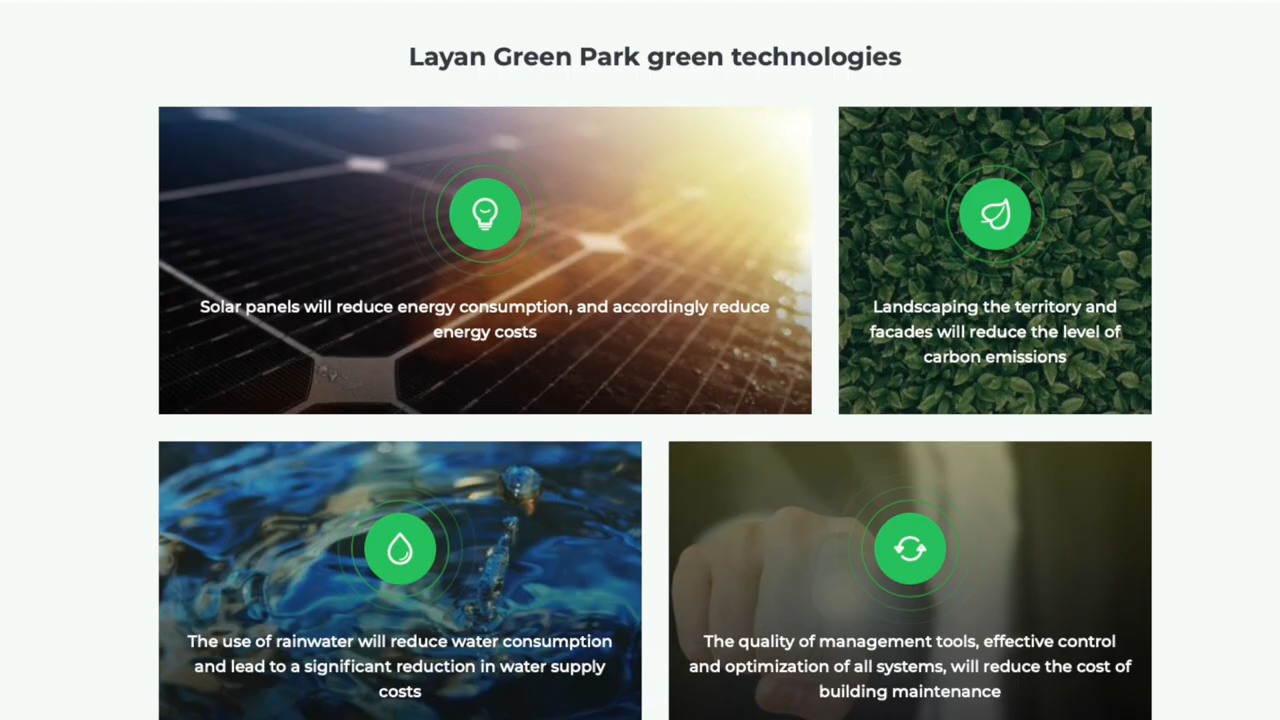 Layan Green Park green technologies
Solar panels will reduce energy consumption, and accordingly reduce
energy costs
Landscaping the territory and
facades will reduce the level of
carbon emissions
The use of rainwater will reduce water consumption
and lead to a significant reduction in water supply
costs
The quality of management tools, effective control
and optimization of all systems, will reduce the cost of
building maintenance